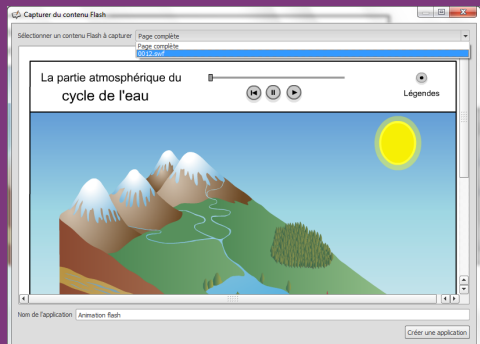 Capturer du contenu Flash
Sélectionner un contenu Flash à capturer
Page complète
Page complète
0012.swf
La partie atmosphérique du
cycle de l'eau
Légendes
Nom de l'application
Animation flash
Créer une application